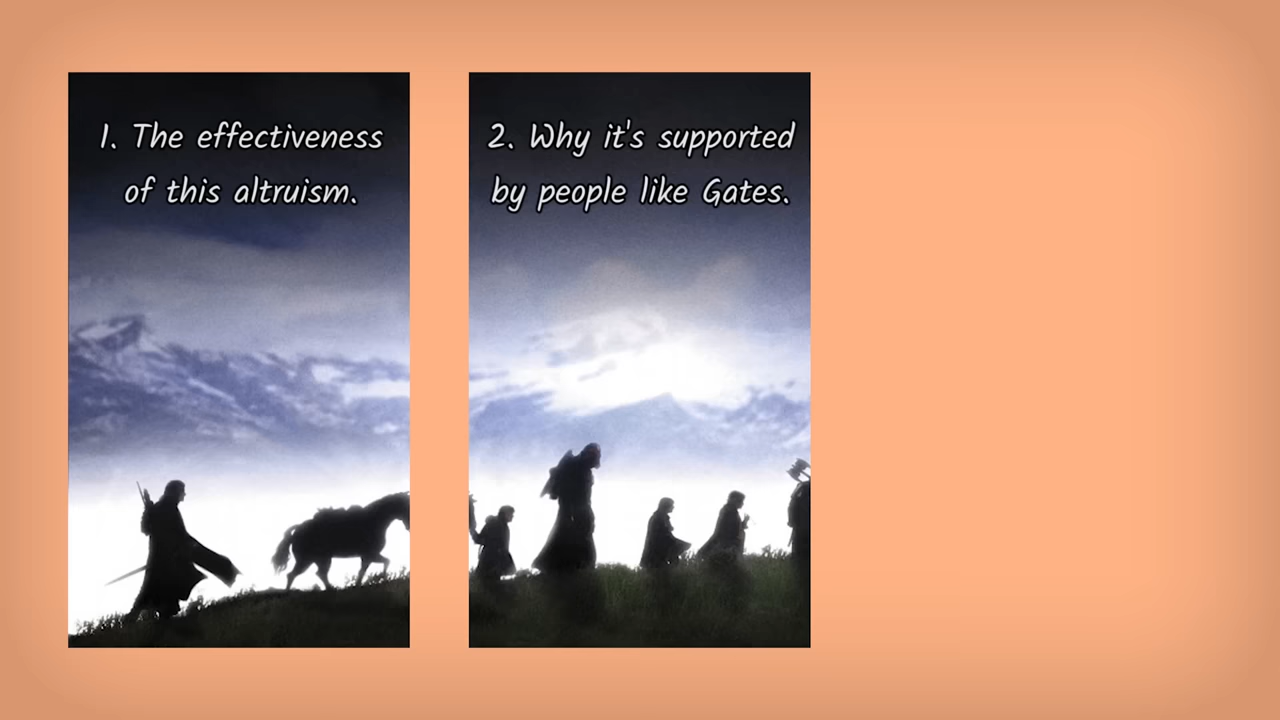 1. The effectiveness
of this altruism.
2. Why it's supported
by people like Gates.